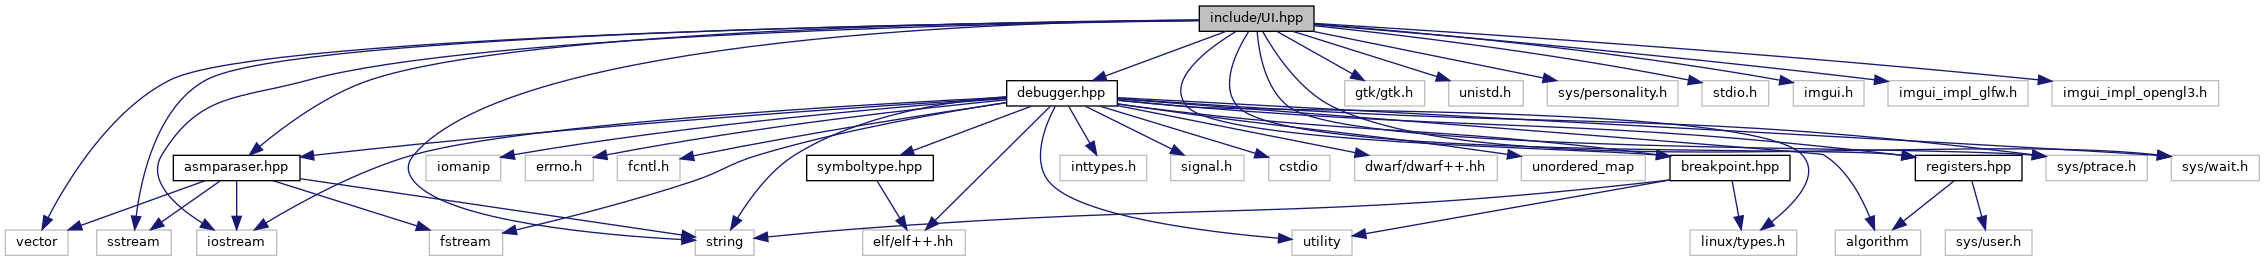 include/UI.hpp
debugger.hpp
gtk/gtk.h
unistd.h
sys/personality.h
stdio.h
imgui.h
imgui_impl_glfw.h
imgui_impl_opengl3.h
asmparaser.hpp
iomanip
errno.h
fcntl.h
symboltype.hpp
inttypes.h
signal.h
cstdio
dwarf/dwarf++.hh
unordered_map
breakpoint.hpp
registers.hpp
sys/ptrace.h
sys/wait.h
vector
sstream
iostream
fstream
string
elf/elf++.hh
utility
linux/types.h
algorithm
sys/user.h